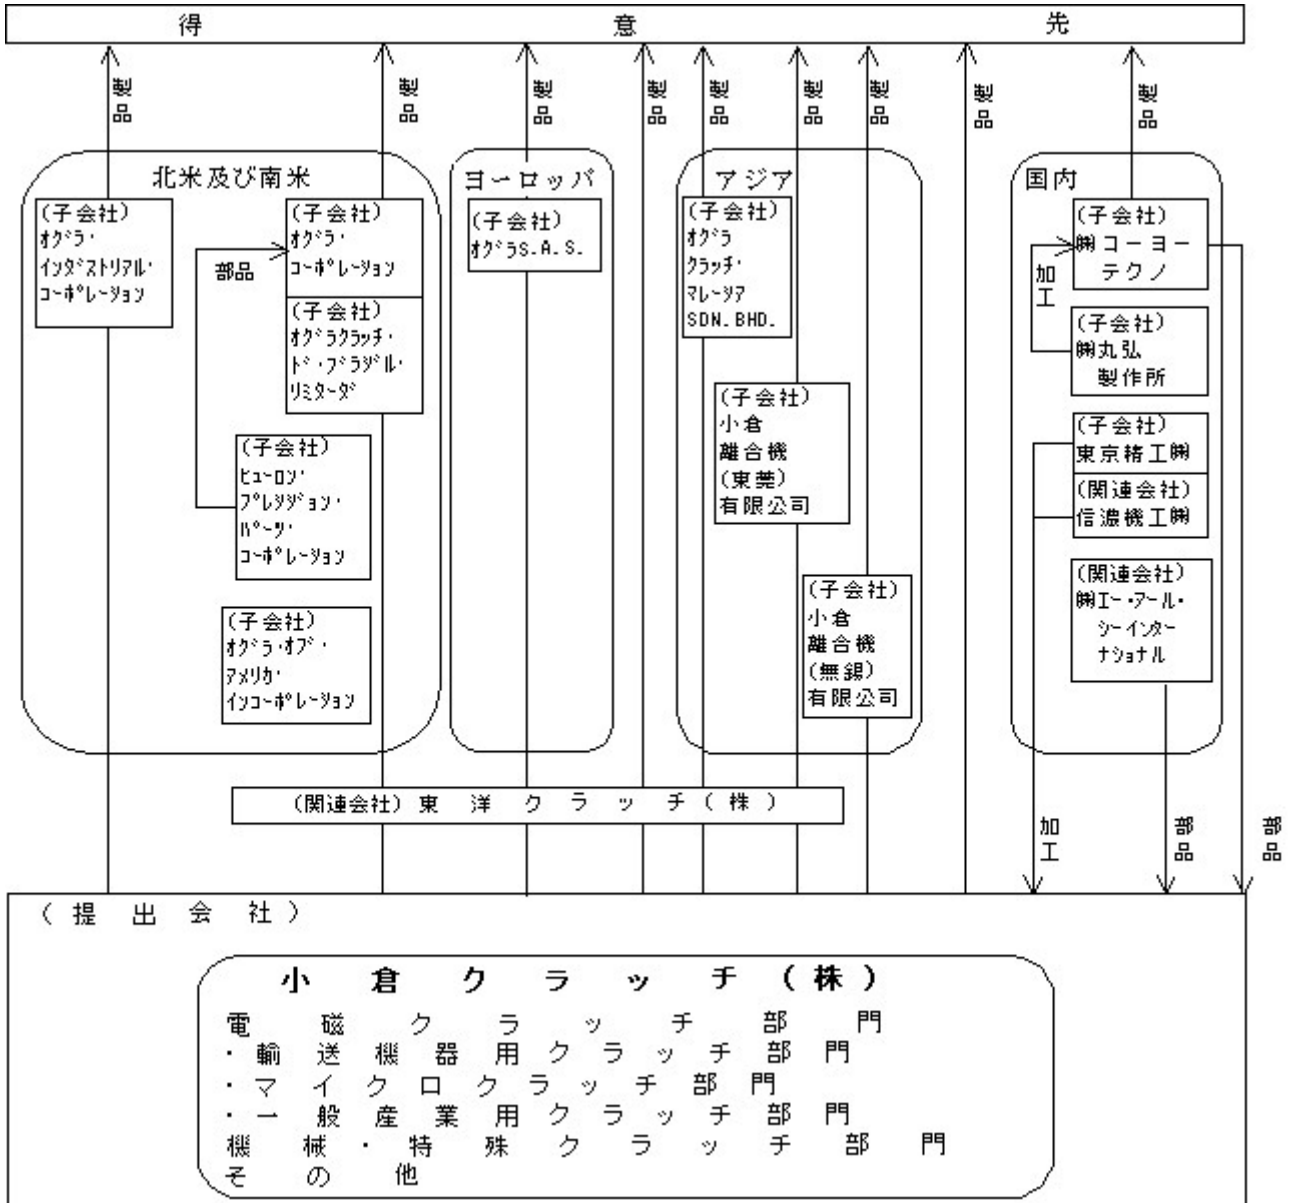 得意先
製品
製品
製品
製品
製品
製品
製品
製品
製品
北米及び南米
(子会社)
オグラ・
インダストリアル・
コーポレーション
部品
(子会社)
オグラ・
コーポレーション
(子会社)
オグラクラッチ・
ド・ブラジル・
リミターダ
(子会社)
ヒューロン・
プレシジョン・
パーツ・
コーポレーション
(子会社)
オグラ・オブ・
アメリカ・
インコーポレーション
ヨーロッパ
(子会社)
オグラS.A.S.
アジア
(子会社)
オグラ
クラッチ・
マレーシア
SDN.BHD.
(子会社)
小倉
離合機
(東莞)
有限公司
(子会社)
小倉
離合機
(無錫)
有限公司
国内
(子会社)
㈱コーヨー
テクノ
加工
(子会社)
㈱丸弘
製作所
(子会社)
東京精工㈱
(関連会社)
信濃機工㈱
(関連会社)
㈱エー・アール・
シーインター
ナショナル
(関連会社)東洋クラッチ(株)
加工
部品
部品
(提出会社)
小倉クラッチ(株)
電磁クラッチ部門
・輸送機器用クラッチ部門
・マイクロクラッチ部門
・一般産業用クラッチ部門
機械・特殊クラッチ部門
その他